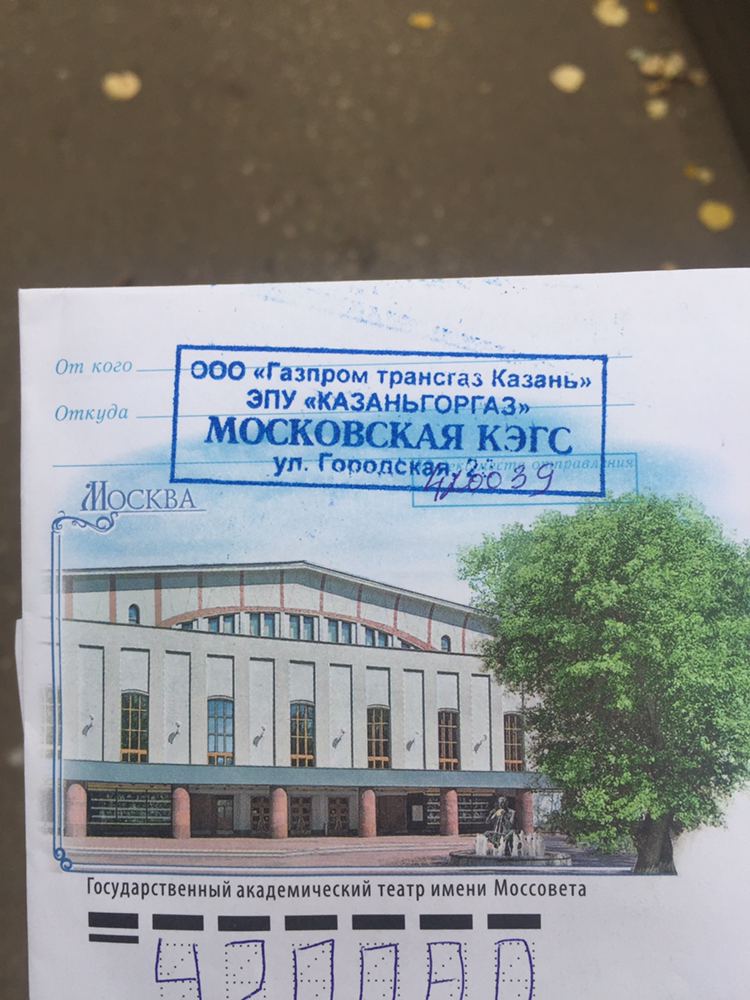 От кого
ООО «Газпром трансгаз Казань»
ЭПУ «КАЗАНЬГОРГАЗ»
Откуда
МОСКОВСКАЯ КЭГС
ул. Городская,
отправления
420039
МОСКВА
Государственный академический театр имени Моссовета